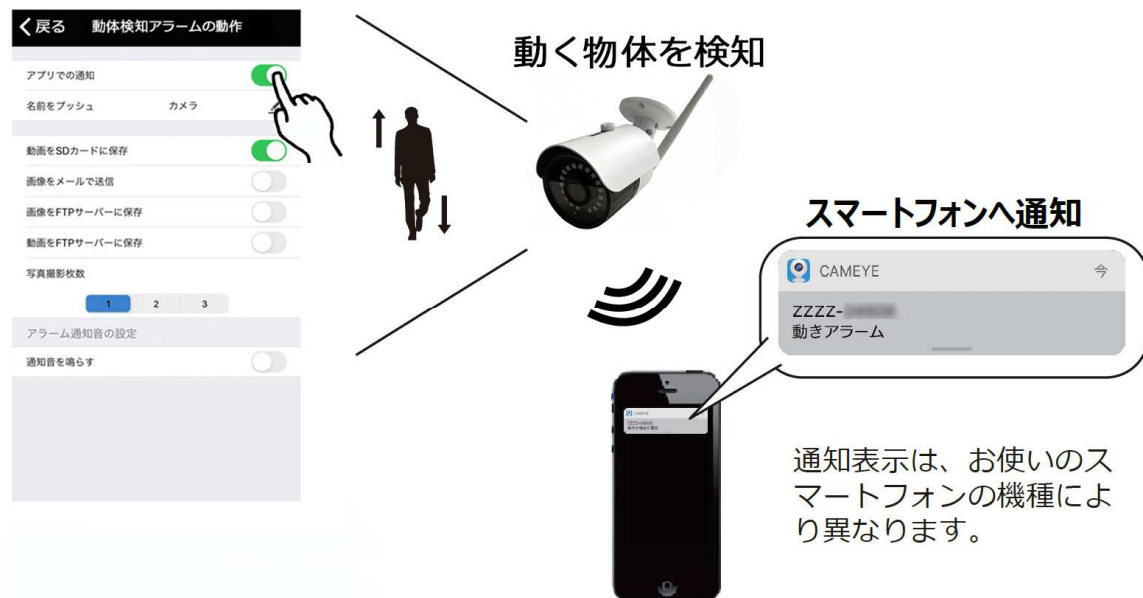 戻る 動体検知アラームの動作
アプリでの通知
名前をプッシュ カメラ
動画をSDカードに保存
画像をメールで送信
画像をFTPサーバーに保存
動画をFTPサーバーに保存
写真撮影枚数
1 2 3
アラーム通知音の設定
通知音を鳴らす
動く物体を検知
スマートフォンへ通知
CAMEYE 今
ZZZZ-
動きアラーム
CAMEYE
ZZZZ-
通知表示は、お使いのス
マートフォンの機種によ
り異なります。